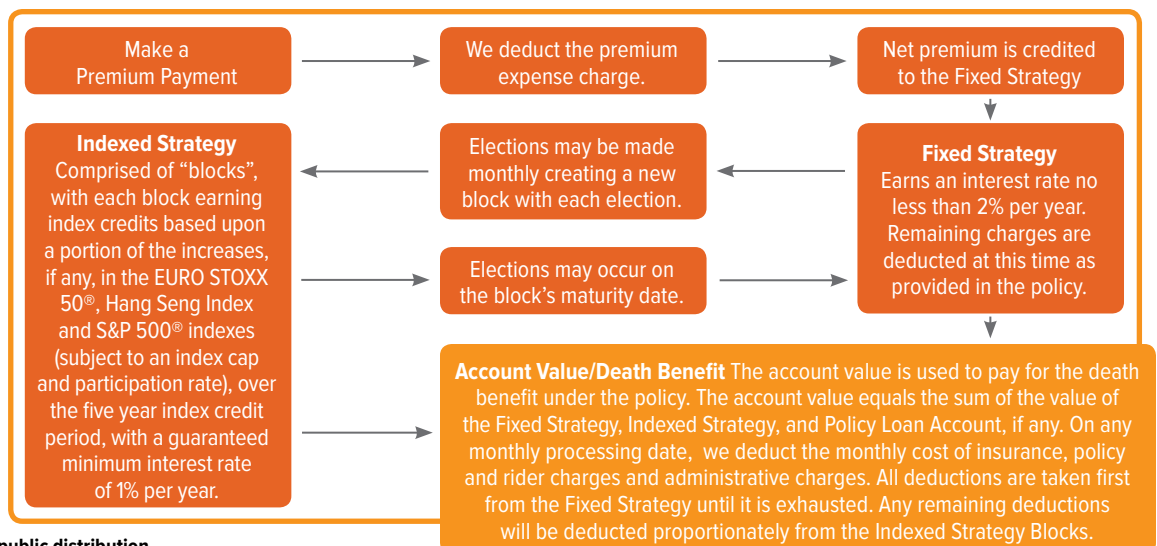 Make a
Premium Payment
We deduct the premium
expense charge.
Net premium is credited
to the Fixed Strategy
Indexed Strategy
Comprised of “blocks”,
with each block earning
index credits based upon
a portion of the increases,
if any, in the EURO STOXX
50®, Hang Seng Index
and S&P 500® indexes
(subject to an index cap
and participation rate), over
the five year index credit
period, with a guaranteed
minimum interest rate
of 1% per year.
Elections may be made
monthly creating a new
block with each election.
Fixed Strategy
Earns an interest rate no
less than 2% per year.
Remaining charges are
deducted at this time as
provided in the policy.
Elections may occur on
the block’s maturity date.
Account Value/Death Benefit The account value is used to pay for the death
benefit under the policy. The account value equals the sum of the value of
the Fixed Strategy, Indexed Strategy, and Policy Loan Account, if any. On any
monthly processing date, we deduct the monthly cost of insurance, policy
and rider charges and administrative charges. All deductions are taken first
from the Fixed Strategy until it is exhausted. Any remaining deductions
will be deducted proportionately from the Indexed Strategy Blocks.
public distribution